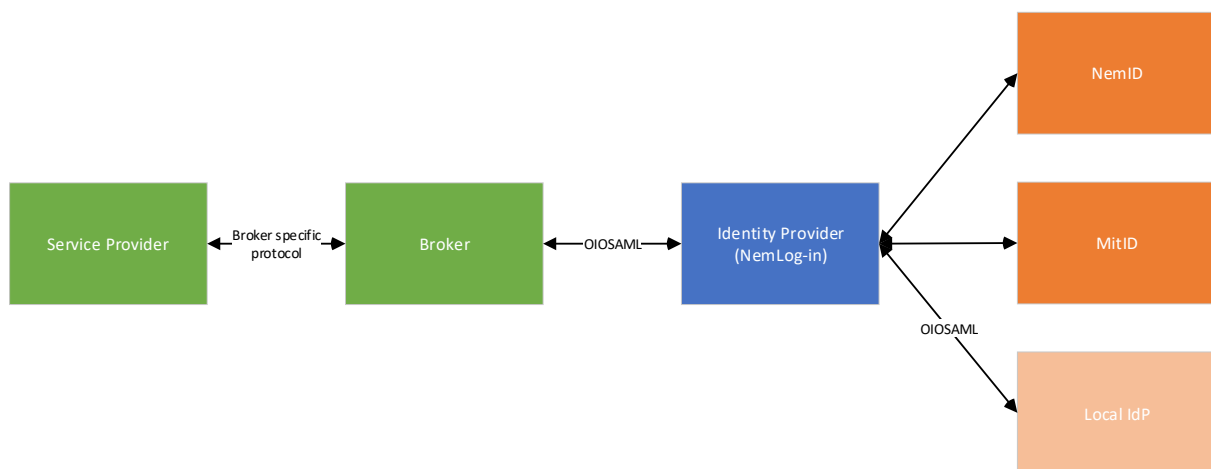 NemID
Service Provider
Broker specific
protocol
Broker
OIOSAML
Identity Provider
(NemLog-in)
MitID
OIOSAML
Local IdP